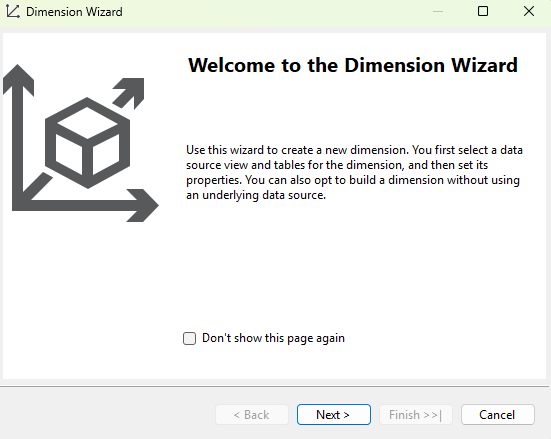 Dimension Wizard
Welcome to the Dimension Wizard
Use this wizard to create a new dimension. You first select a data
source view and tables for the dimension, and then set its
properties. You can also opt to build a dimension without using
an underlying data source.
Don't show this page again
< Back
Next >
Finish >>|
Cancel